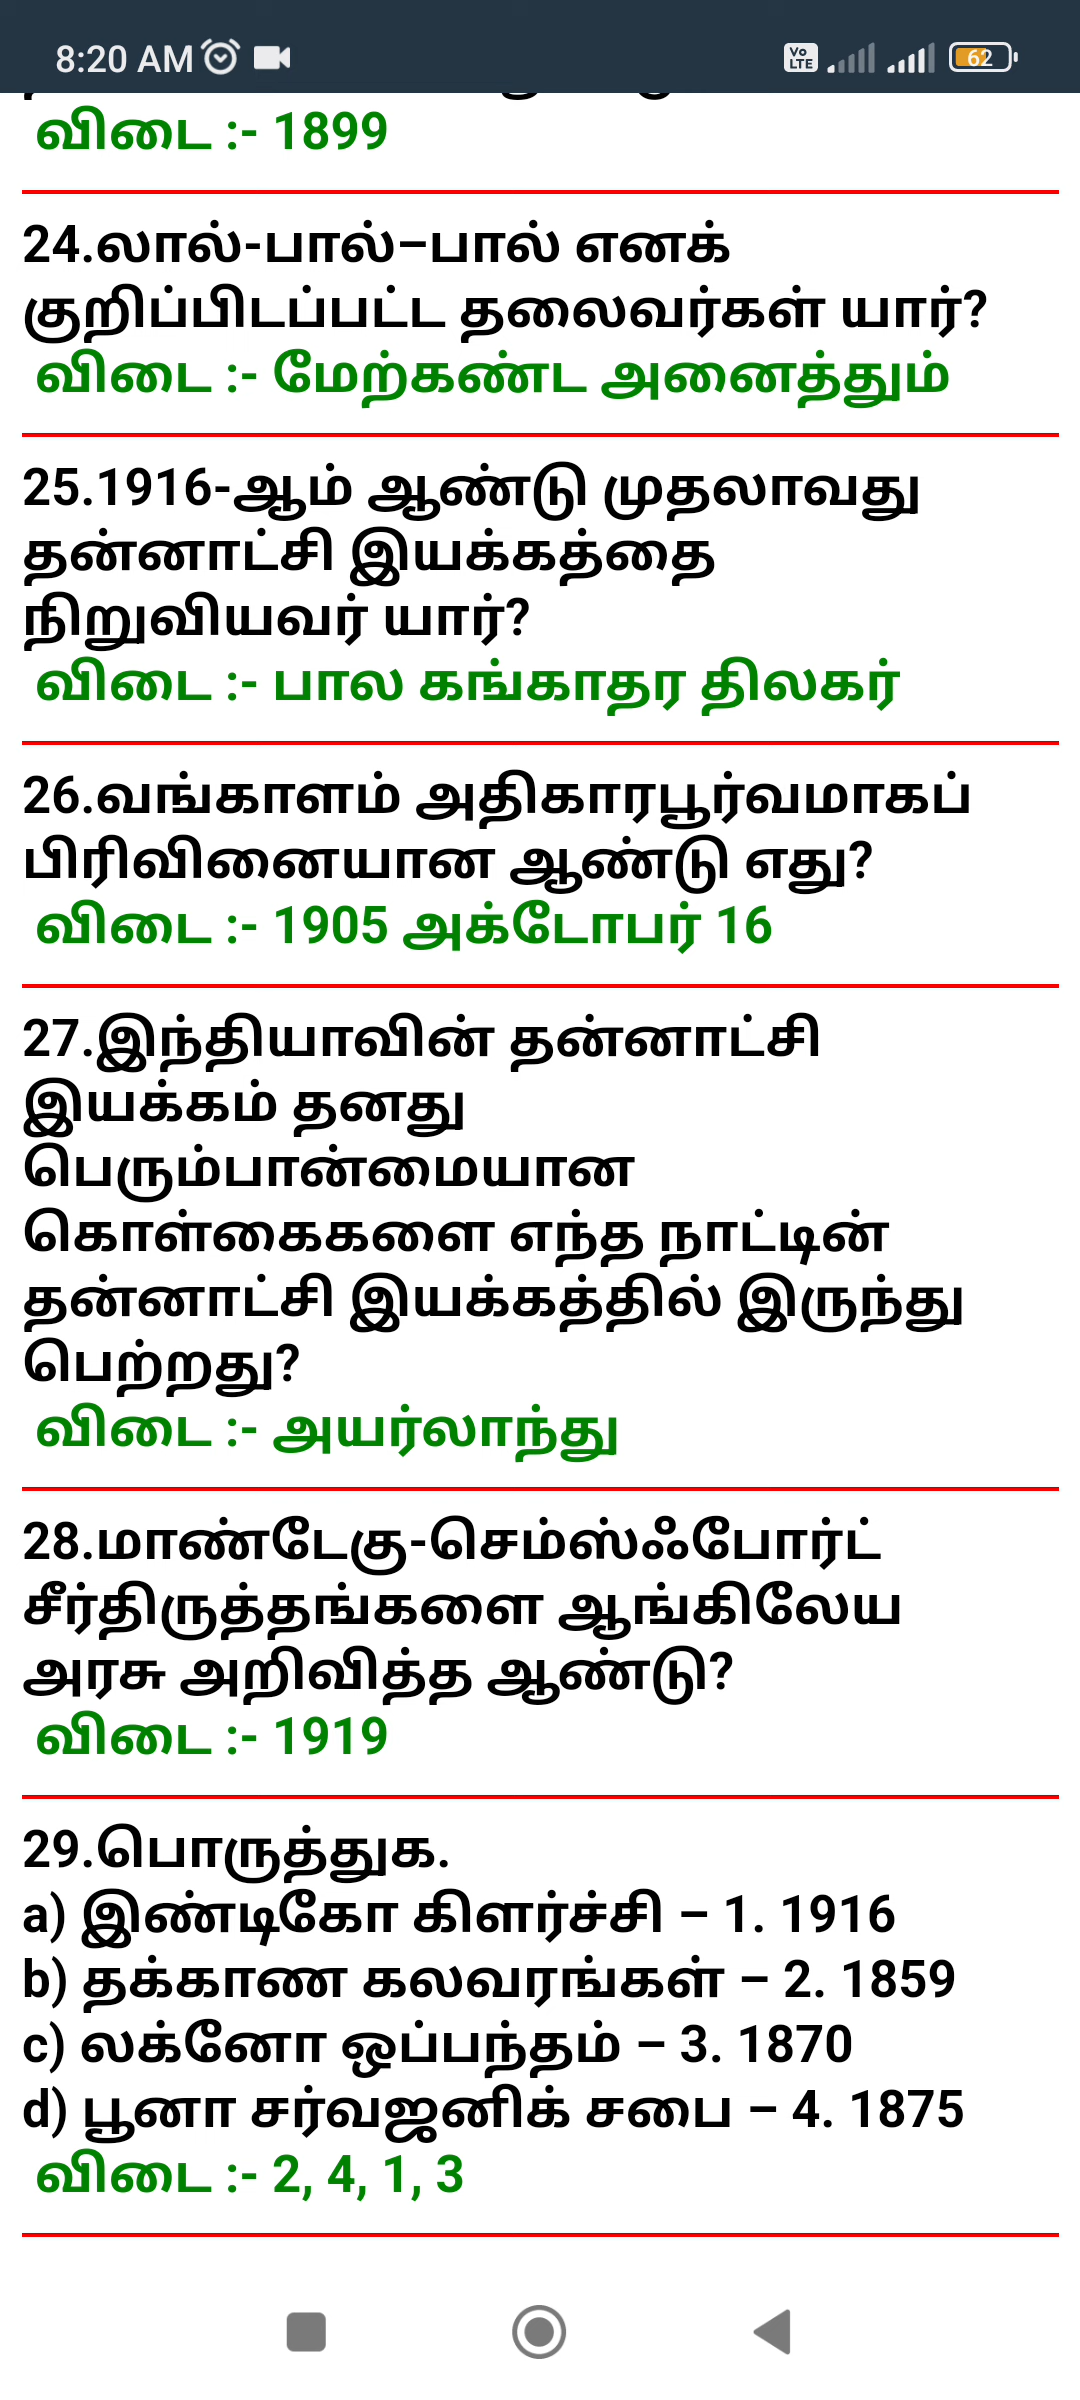 8:20 AM
Vo LTE
62
விடை :- 1899
24.லால்-பால்–பால் எனக்
குறிப்பிடப்பட்ட தலைவர்கள் யார்?
விடை :- மேற்கண்ட அனைத்தும்
25.1916-ஆம் ஆண்டு முதலாவது
தன்னாட்சி இயக்கத்தை
நிறுவியவர் யார்?
விடை :- பால கங்காதர திலகர்
26.வங்காளம் அதிகாரபூர்வமாகப்
பிரிவினையான ஆண்டு எது?
விடை :- 1905 அக்டோபர் 16
27.இந்தியாவின் தன்னாட்சி
இயக்கம் தனது
பெரும்பான்மையான
கொள்கைகளை எந்த நாட்டின்
தன்னாட்சி இயக்கத்தில் இருந்து
பெற்றது?
விடை :- அயர்லாந்து
28.மாண்டேகு-செம்ஸ்ஃபோர்ட்
சீர்திருத்தங்களை ஆங்கிலேய
அரசு அறிவித்த ஆண்டு?
விடை :- 1919
29.பொருத்துக.
a) இண்டிகோ கிளர்ச்சி – 1. 1916
b) தக்காண கலவரங்கள் – 2. 1859
c) லக்னோ ஒப்பந்தம் – 3. 1870
d) பூனா சர்வஜனிக் சபை – 4. 1875
விடை :- 2, 4, 1, 3